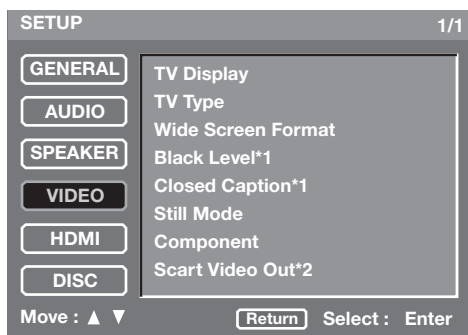 SETUP 1/1
GENERAL
AUDIO
SPEAKER
VIDEO
HDMI
DISC
TV Display
TV Type
Wide Screen Format
Black Level*1
Closed Caption*1
Still Mode
Component
Scart Video Out*2
Move : ▲ ▼ Return Select : Enter